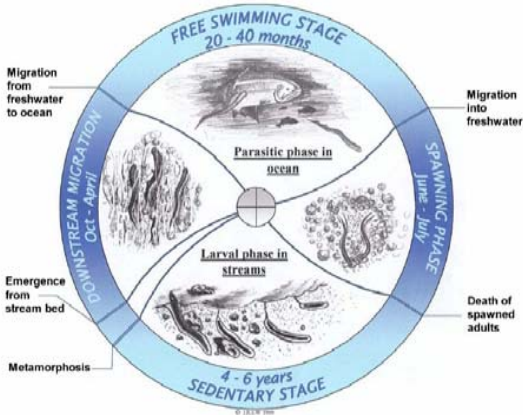 FREE SWIMMING STAGE
20 - 40 months
Migration
from
freshwater
to ocean
Migration
into
freshwater
Parasitic phase in
ocean
DOWNSTREAM MIGRATION
Oct - April
SPAWNING PHASE
June - July
Larval phase in
streams
Emergence
from
stream bed
Death of
spawned
adults
Metamorphosis
4 - 6 years
SEDENTARY STAGE